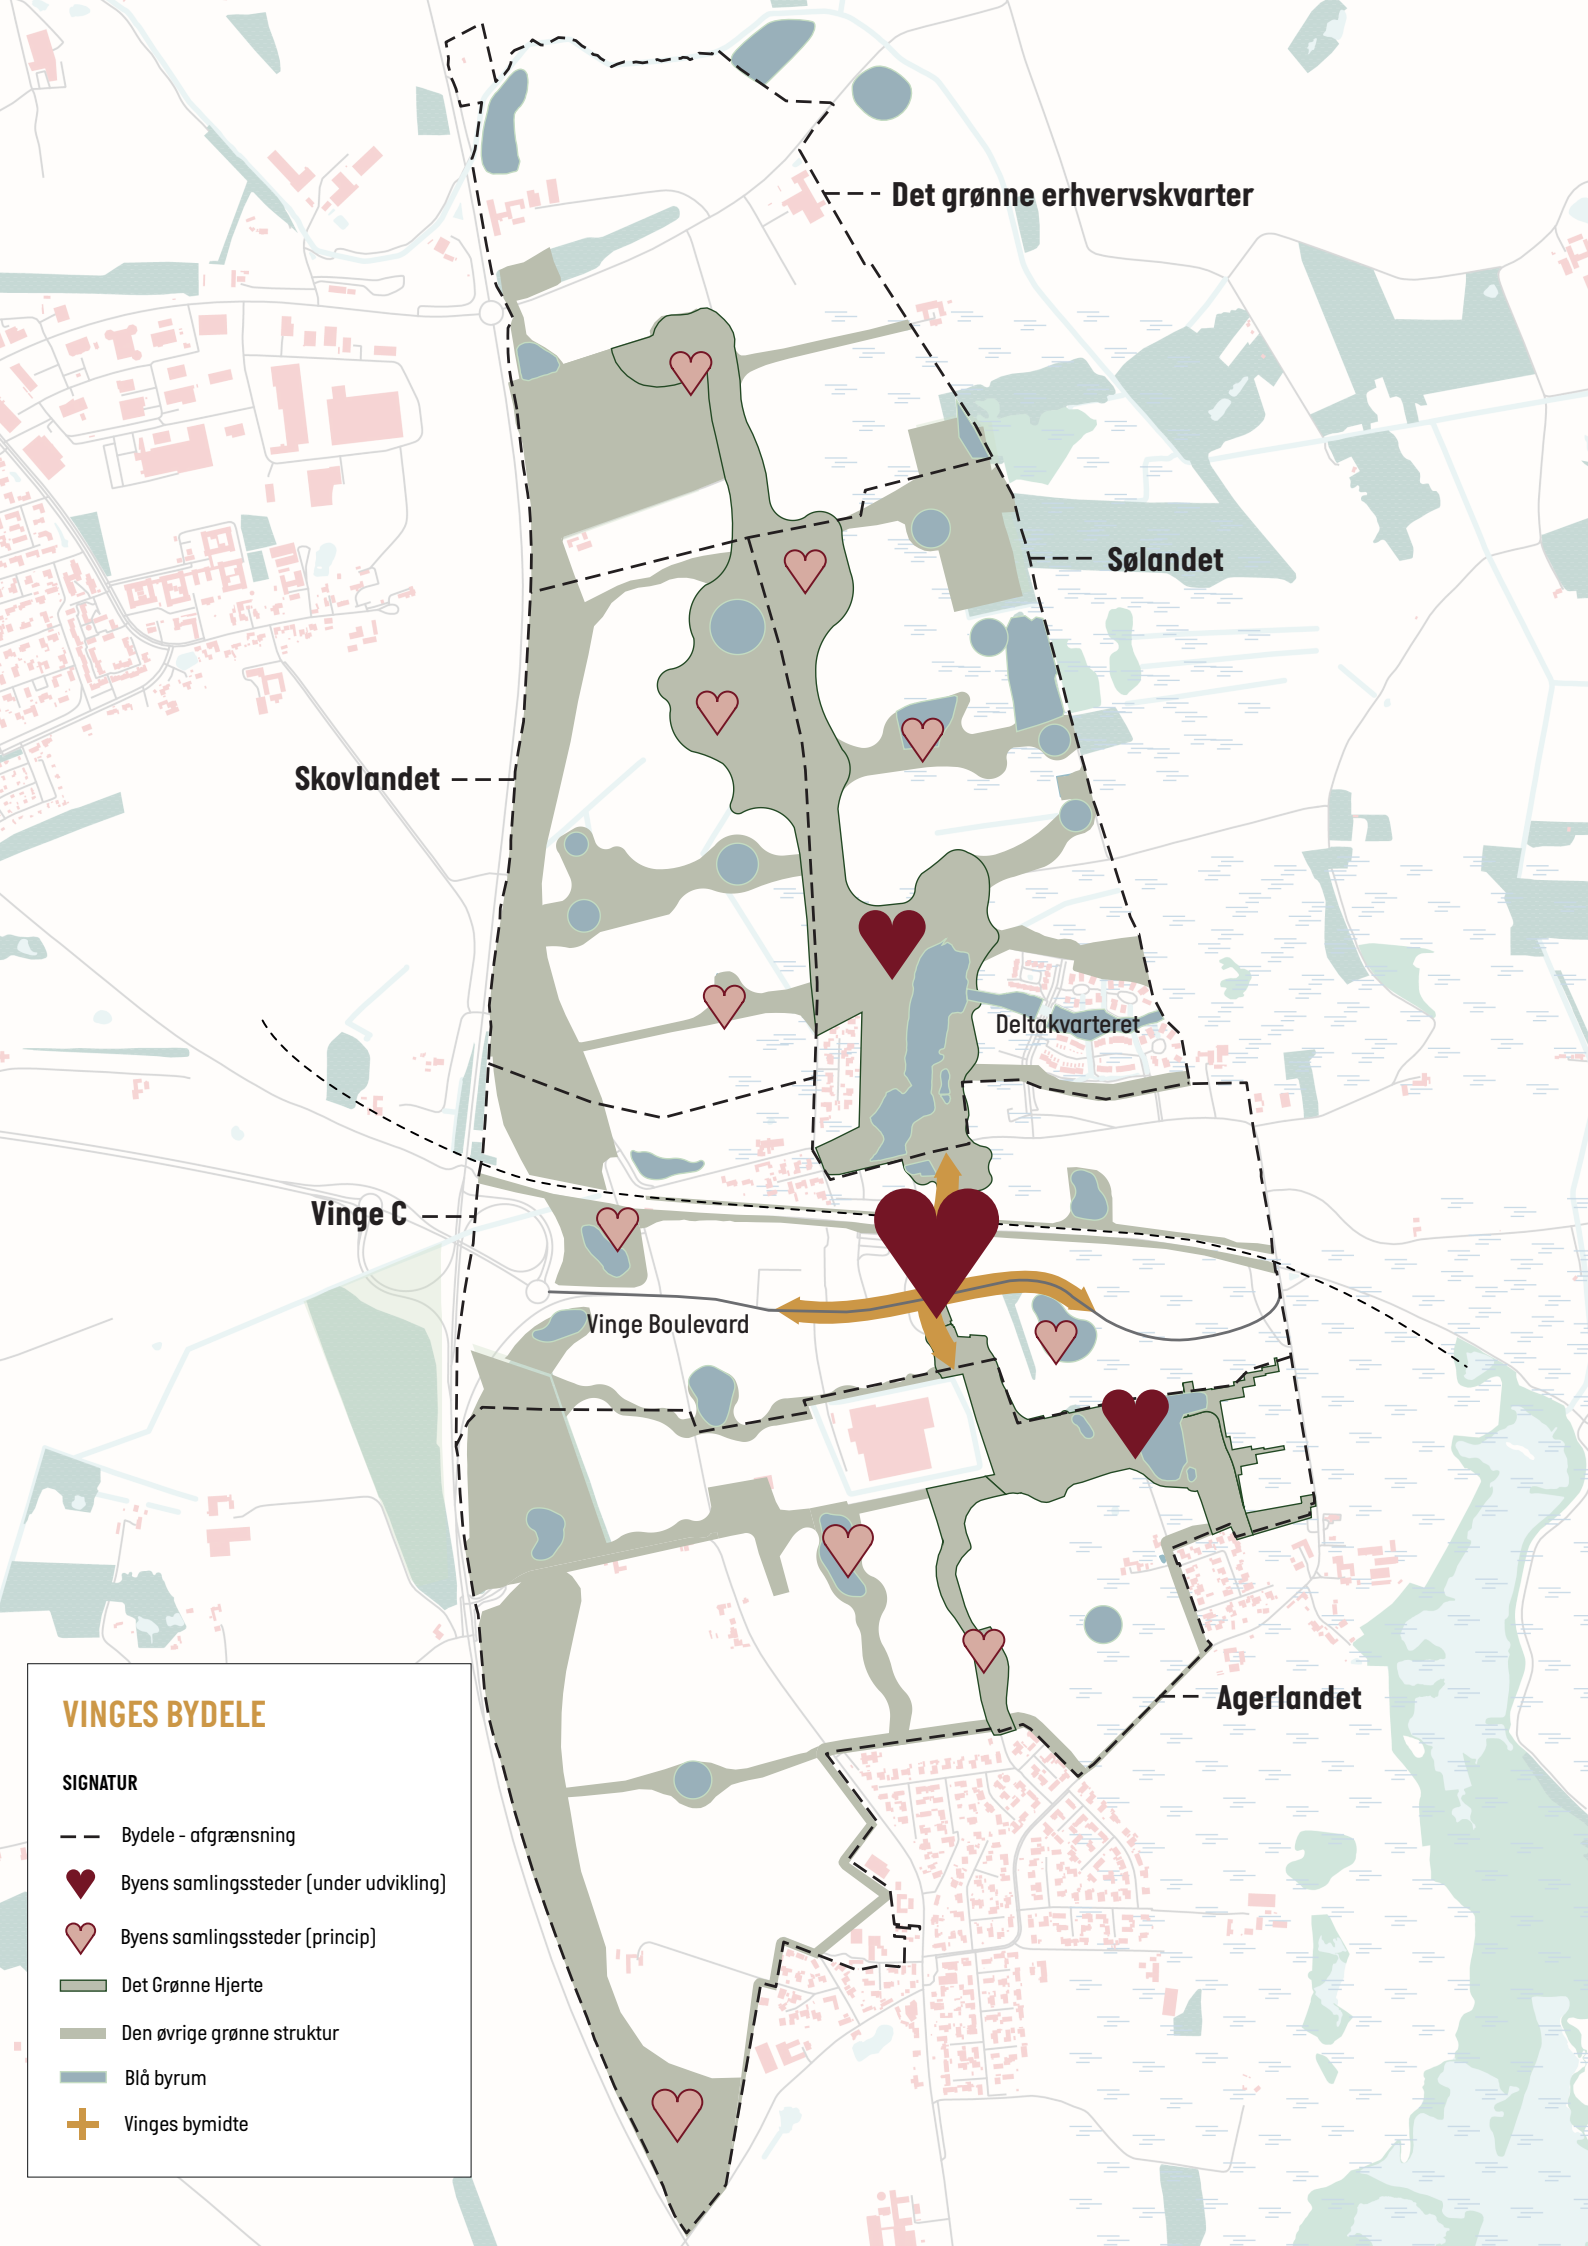 Det grønne erhvervskvarter
Sølandet
Skovlandet
Deltakvarteret
Vinge C
Vinge Boulevard
Agerlandet
VINGES BYDELE
SIGNATUR
Bydele - afgrænsning
Byens samlingssteder (under udvikling)
Byens samlingssteder (princip)
Det Grønne Hjerte
Den øvrige grønne struktur
Blå byrum
Vinges bymidte